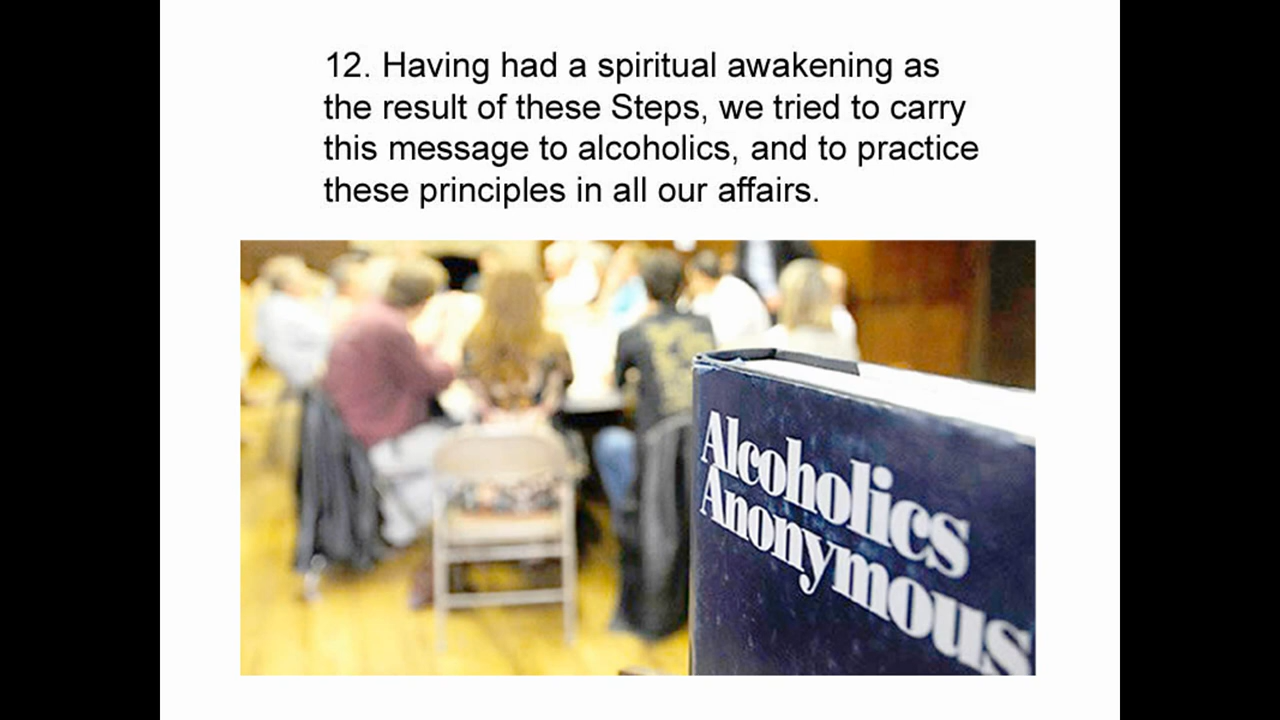 12. Having had a spiritual awakening as
the result of these Steps, we tried to carry
this message to alcoholics, and to practice
these principles in all our affairs.
Alcoholics
Anonymous